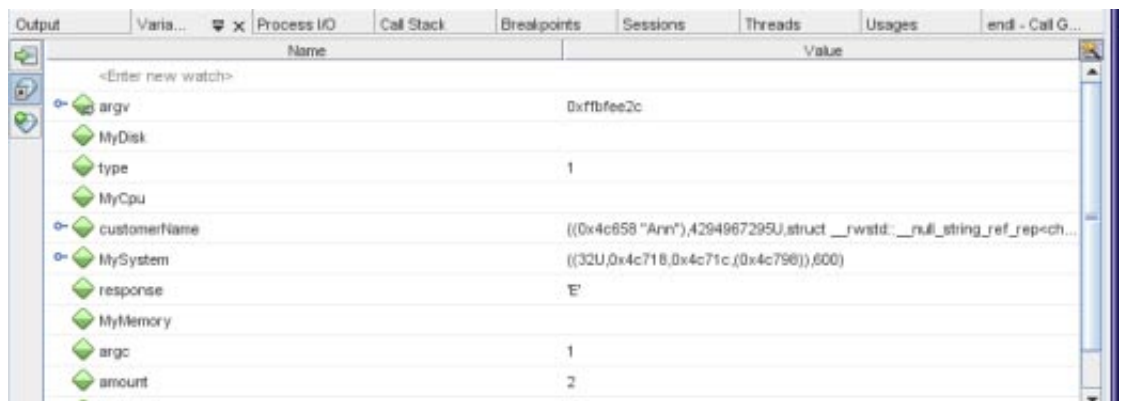 Output Varia... Process I/O Call Stack Breakpoints Sessions Threads Usages endl - Call G...
Name Value
<Enter new watch>
argv 0xffbfee2c
MyDisk
type 1
MyCpu
customerName ((0x4c658 "Ann"),4294967295U,struct __rwstd::__null_string_ref_rep<ch...
MySystem ((32U,0x4c718,0x4c71c,(0x4c798)),600)
response 'E'
MyMemory
argc 1
amount 2